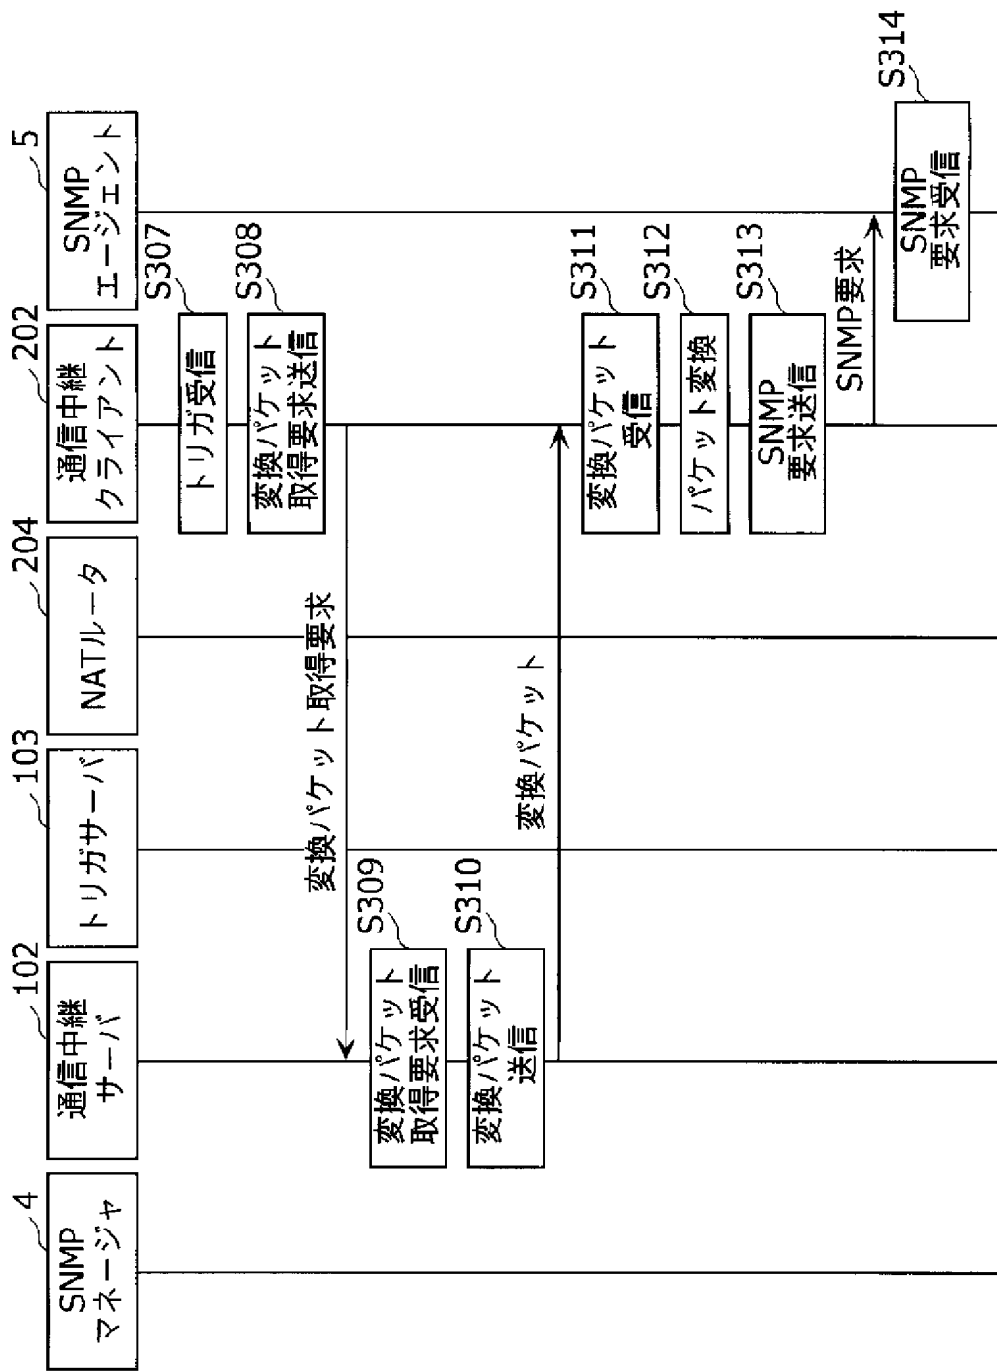 4
SNMP
マネージャ
102
通信中継
サーバ
103
トリガサーバ
204
NATルータ
202
通信中継
クライアント
5
SNMP
エージェント
S307
トリガ受信
S308
変換パケット
取得要求送信
変換パケット取得要求
S309
変換パケット
取得要求受信
S310
変換パケット
送信
変換パケット
S311
変換パケット
受信
S312
パケット変換
S313
SNMP
要求送信
SNMP要求
S314
SNMP
要求受信